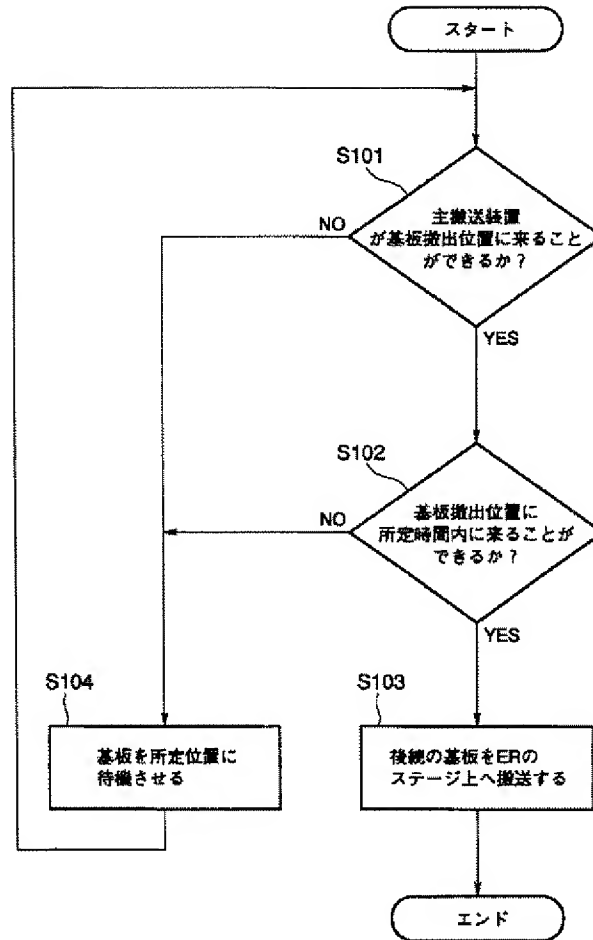 スタート
S101
主搬送装置
が基板搬出位置に来ること
ができるか？
NO
YES
S102
基板搬出位置に
所定時間内に来ることが
できるか？
NO
YES
S104
基板を所定位置に
待機させる
S103
後続の基板をERの
ステージ上へ搬送する
エンド